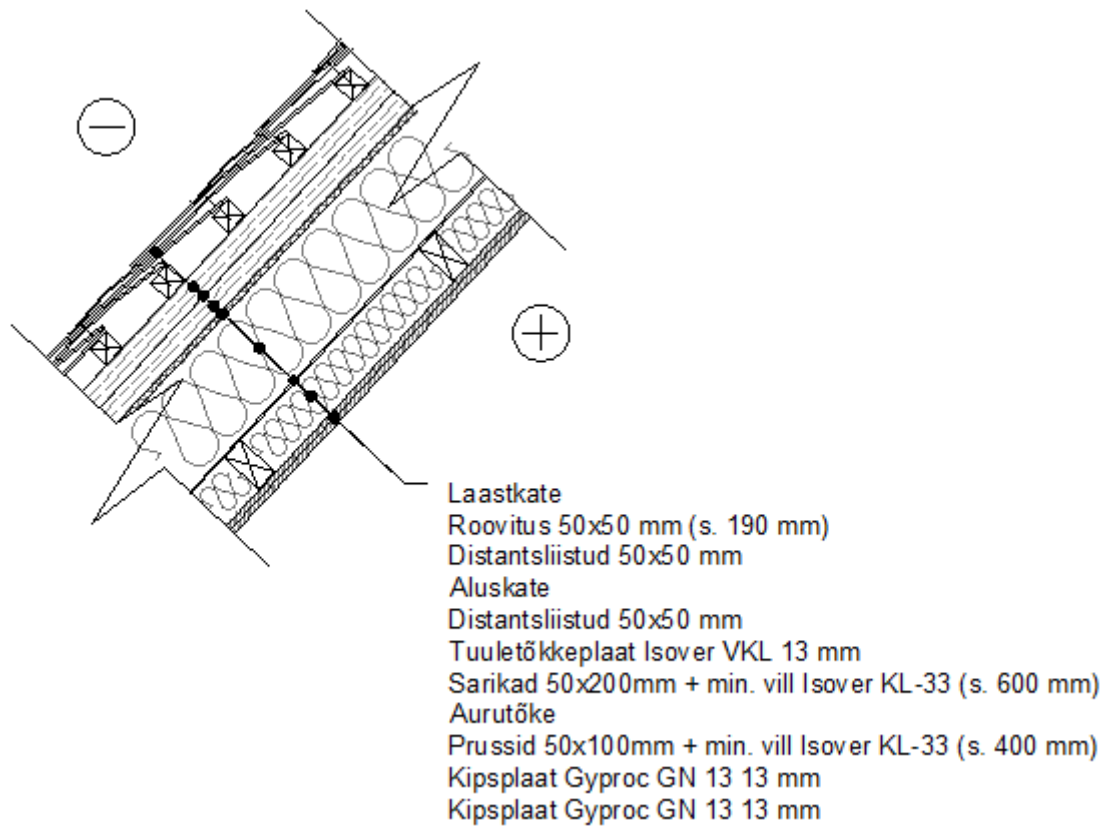 Laastkate
Roovitus 50x50 mm (s. 190 mm)
Distantsliistud 50x50 mm
Aluskate
Distantsliistud 50x50 mm
Tuuletõkkeplaat Isover VKL 13 mm
Sarikad 50x200mm + min. vill Isover KL-33 (s. 600 mm)
Aurutõke
Prussid 50x100mm + min. vill Isover KL-33 (s. 400 mm)
Kipsplaat Gyproc GN 13 13 mm
Kipsplaat Gyproc GN 13 13 mm